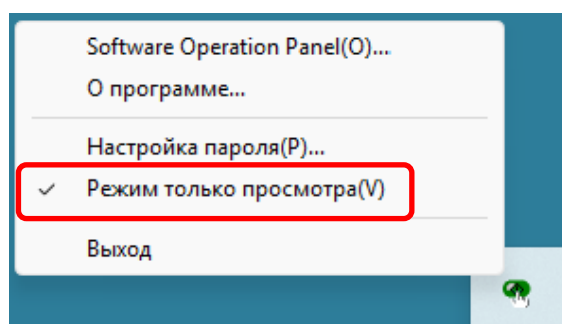 Software Operation Panel(O)...
О программе...
Настройка пароля(P)...
Режим только просмотра(V)
Выход